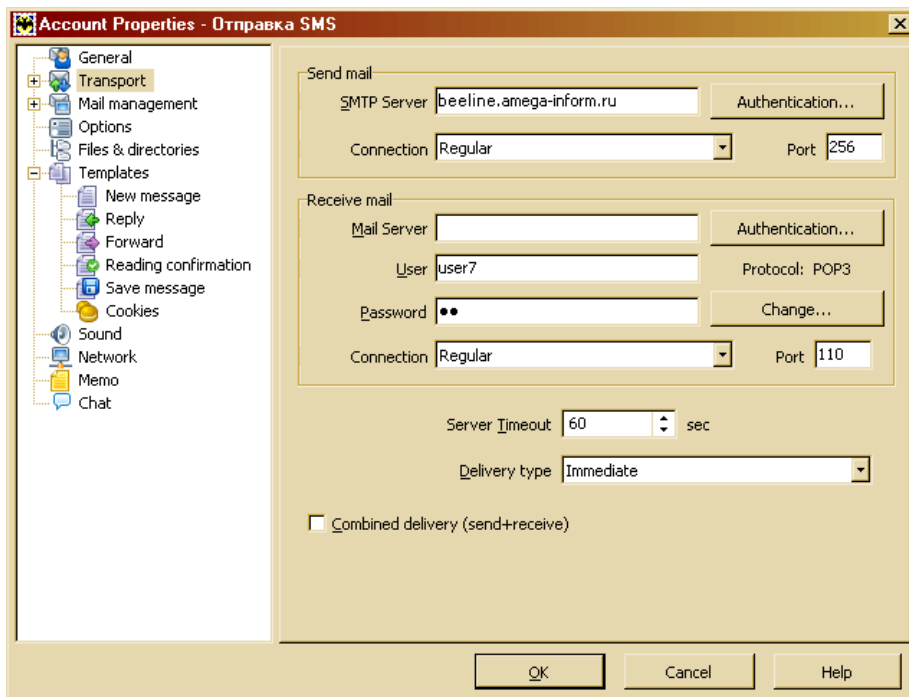 Account Properties - Отправка SMS
General
Transport
Mail management
Options
Files & directories
Templates
New message
Reply
Forward
Reading confirmation
Save message
Cookies
Sound
Network
Memo
Chat
Send mail
SMTP Server beeline.amega-inform.ru Authentication...
Connection Regular Port 256
Receive mail
Mail Server Authentication...
User user7 Protocol: POP3
Password ●● Change...
Connection Regular Port 110
Server Timeout 60 sec
Delivery type Immediate
Combined delivery (send+receive)
OK Cancel Help